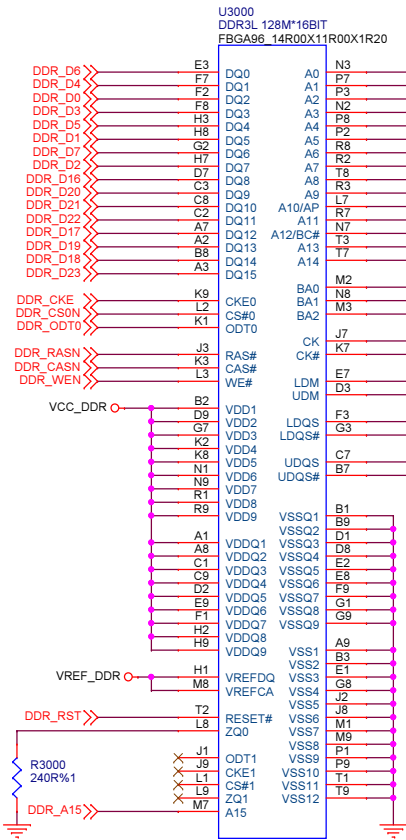 U3000
DDR3L 128M*16BIT
FBGA96_14R00X11R00X1R20
DDR_D6 E3 DQ0 A0 N3
DDR_D4 F7 DQ1 A1 P7
DDR_D0 F2 DQ2 A2 P3
DDR_D3 F8 DQ3 A3 N2
DDR_D5 H3 DQ4 A4 P8
DDR_D1 H8 DQ5 A5 P2
DDR_D7 G2 DQ6 A6 R8
DDR_D2 H7 DQ7 A7 R2
DDR_D16 D7 DQ8 A8 T8
DDR_D20 C3 DQ9 A9 R3
DDR_D21 C8 DQ10 A10/AP L7
DDR_D22 C2 DQ11 A11 R7
DDR_D17 A7 DQ12 A12/BC# N7
DDR_D19 A2 DQ13 A13 T3
DDR_D18 B8 DQ14 A14 T7
DDR_D23 A3 DQ15
BA0 M2
DDR_CKE K9 CKE0 BA1 N8
DDR_CS0N L2 CS#0 BA2 M3
DDR_ODT0 K1 ODT0
CK J7
DDR_RASN J3 RAS# CK# K7
DDR_CASN K3 CAS#
DDR_WEN L3 WE# LDM E7
UDM D3
VCC_DDR B2 VDD1
D9 VDD2 LDQS F3
G7 VDD3 LDQS# G3
K2 VDD4
K8 VDD5 UDQS C7
N1 VDD6 UDQS# B7
N9 VDD7
R1 VDD8
R9 VDD9 VSSQ1 B1
VSSQ2 B9
A1 VDDQ1 VSSQ3 D1
A8 VDDQ2 VSSQ4 D8
C1 VDDQ3 VSSQ5 E2
C9 VDDQ4 VSSQ6 E8
D2 VDDQ5 VSSQ7 F9
E9 VDDQ6 VSSQ8 G1
F1 VDDQ7 VSSQ9 G9
H2 VDDQ8
H9 VDDQ9 VSS1 A9
VSS2 B3
VREF_DDR H1 VREFDQ VSS3 E1
M8 VREFCA VSS4 G8
VSS5 J2
DDR_RST T2 RESET# VSS6 J8
L8 ZQ0 VSS7 M1
VSS8 M9
J1 ODT1 VSS9 P1
J9 CKE1 VSS10 P9
L1 CS#1 VSS11 T1
L9 ZQ1 VSS12 T9
DDR_A15 M7 A15
R3000
240R%1